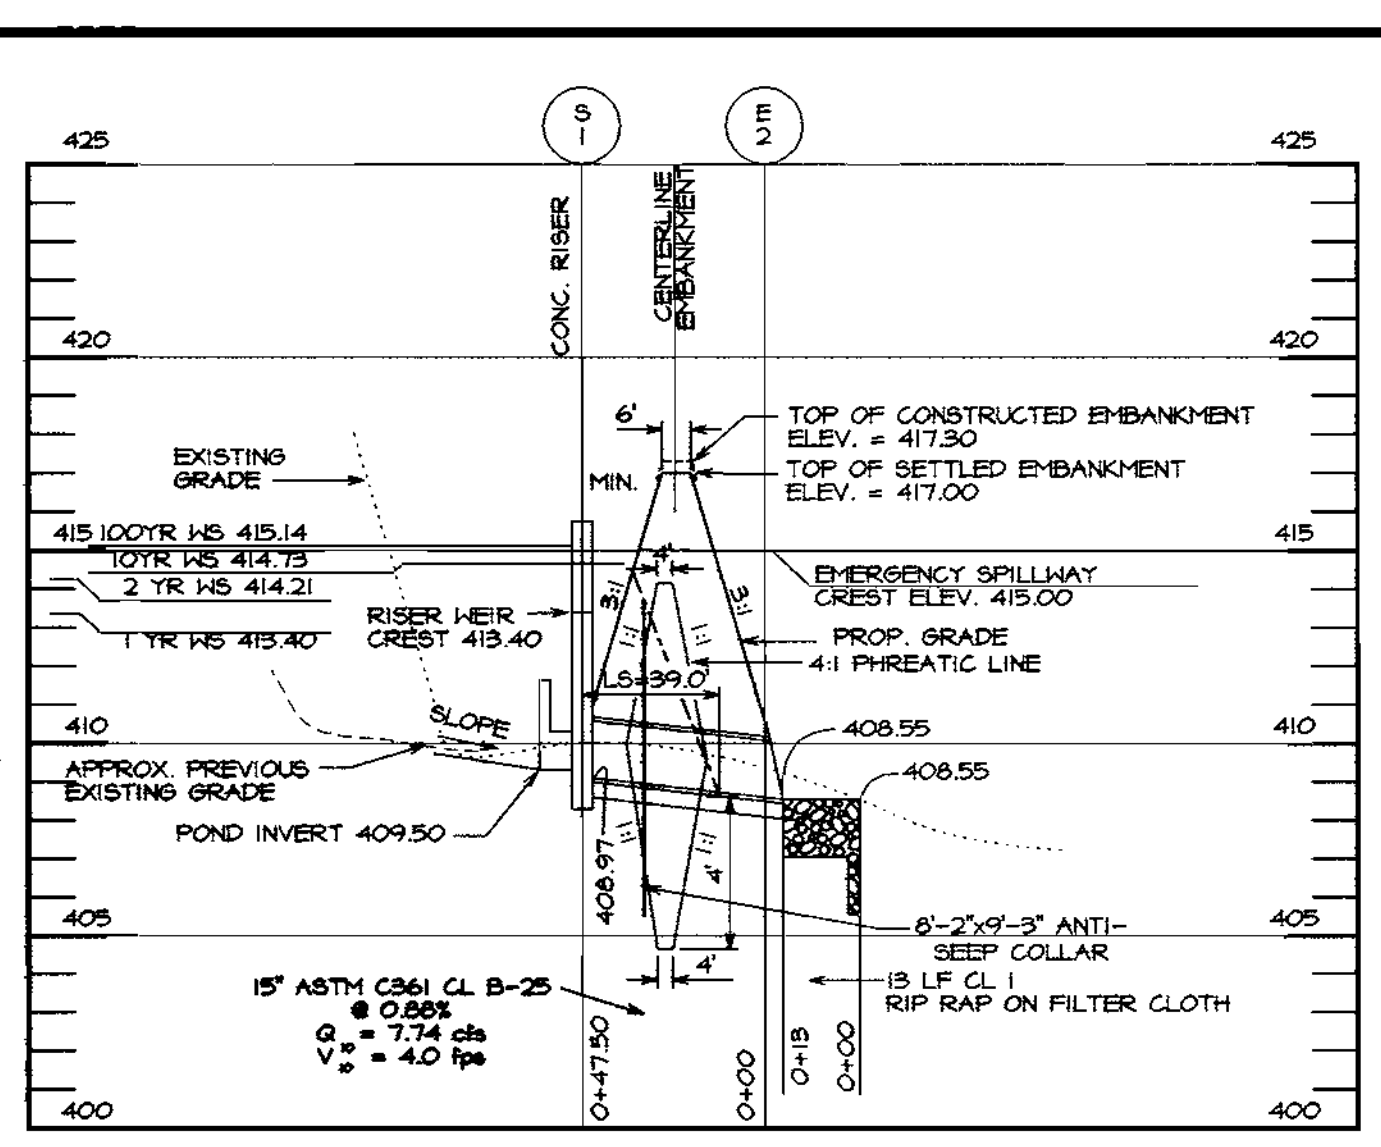 S
1
E
2
425
425
CONC. RISER
CENTERLINE
EMBANKMENT
420
420
6'
TOP OF CONSTRUCTED EMBANKMENT
ELEV. = 417.30
EXISTING
GRADE
MIN.
TOP OF SETTLED EMBANKMENT
ELEV. = 417.00
415
100YR WS 415.14
415
10YR WS 414.73
4'
2 YR WS 414.21
3:1
3:1
EMERGENCY SPILLWAY
CREST ELEV. 415.00
RISER WEIR
CREST 413.40
1 YR WS 413.40
PROP. GRADE
4:1 PHREATIC LINE
LS=39.0'
410
SLOPE
408.55
410
APPROX. PREVIOUS
EXISTING GRADE
408.55
POND INVERT 409.50
408.97
4'
405
405
8'-2"x9'-3" ANTI-
SEEP COLLAR
4'
15" ASTM C361 CL B-25
@ 0.88%
Q10 = 7.74 cfs
V10 = 4.0 fps
13 LF CL 1
RIP RAP ON FILTER CLOTH
0+47.50
0+00
0+13
0+00
400
400